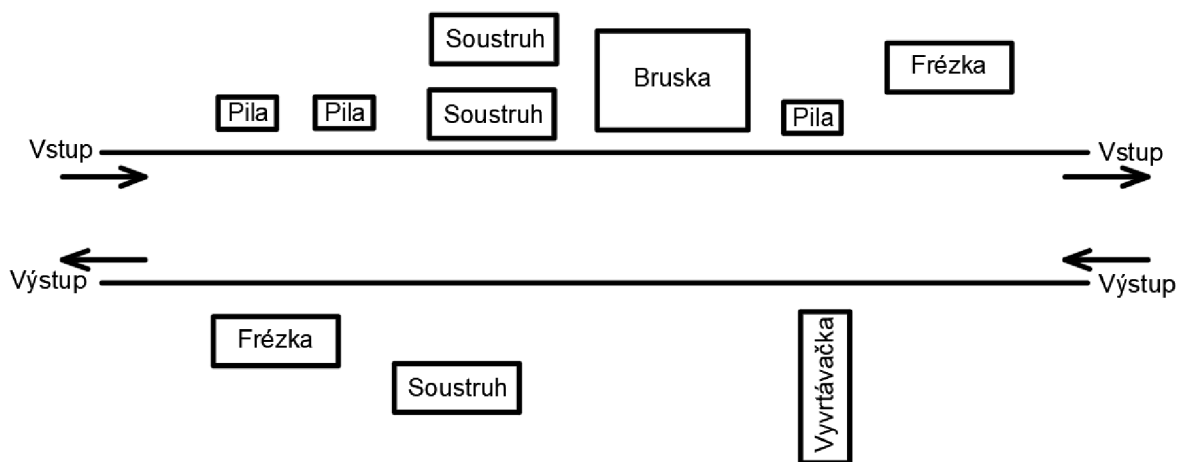 Soustruh
Bruska
Frézka
Pila
Pila
Soustruh
Pila
Vstup
Vstup
Výstup
Výstup
Frézka
Soustruh
Vyvrtávačka